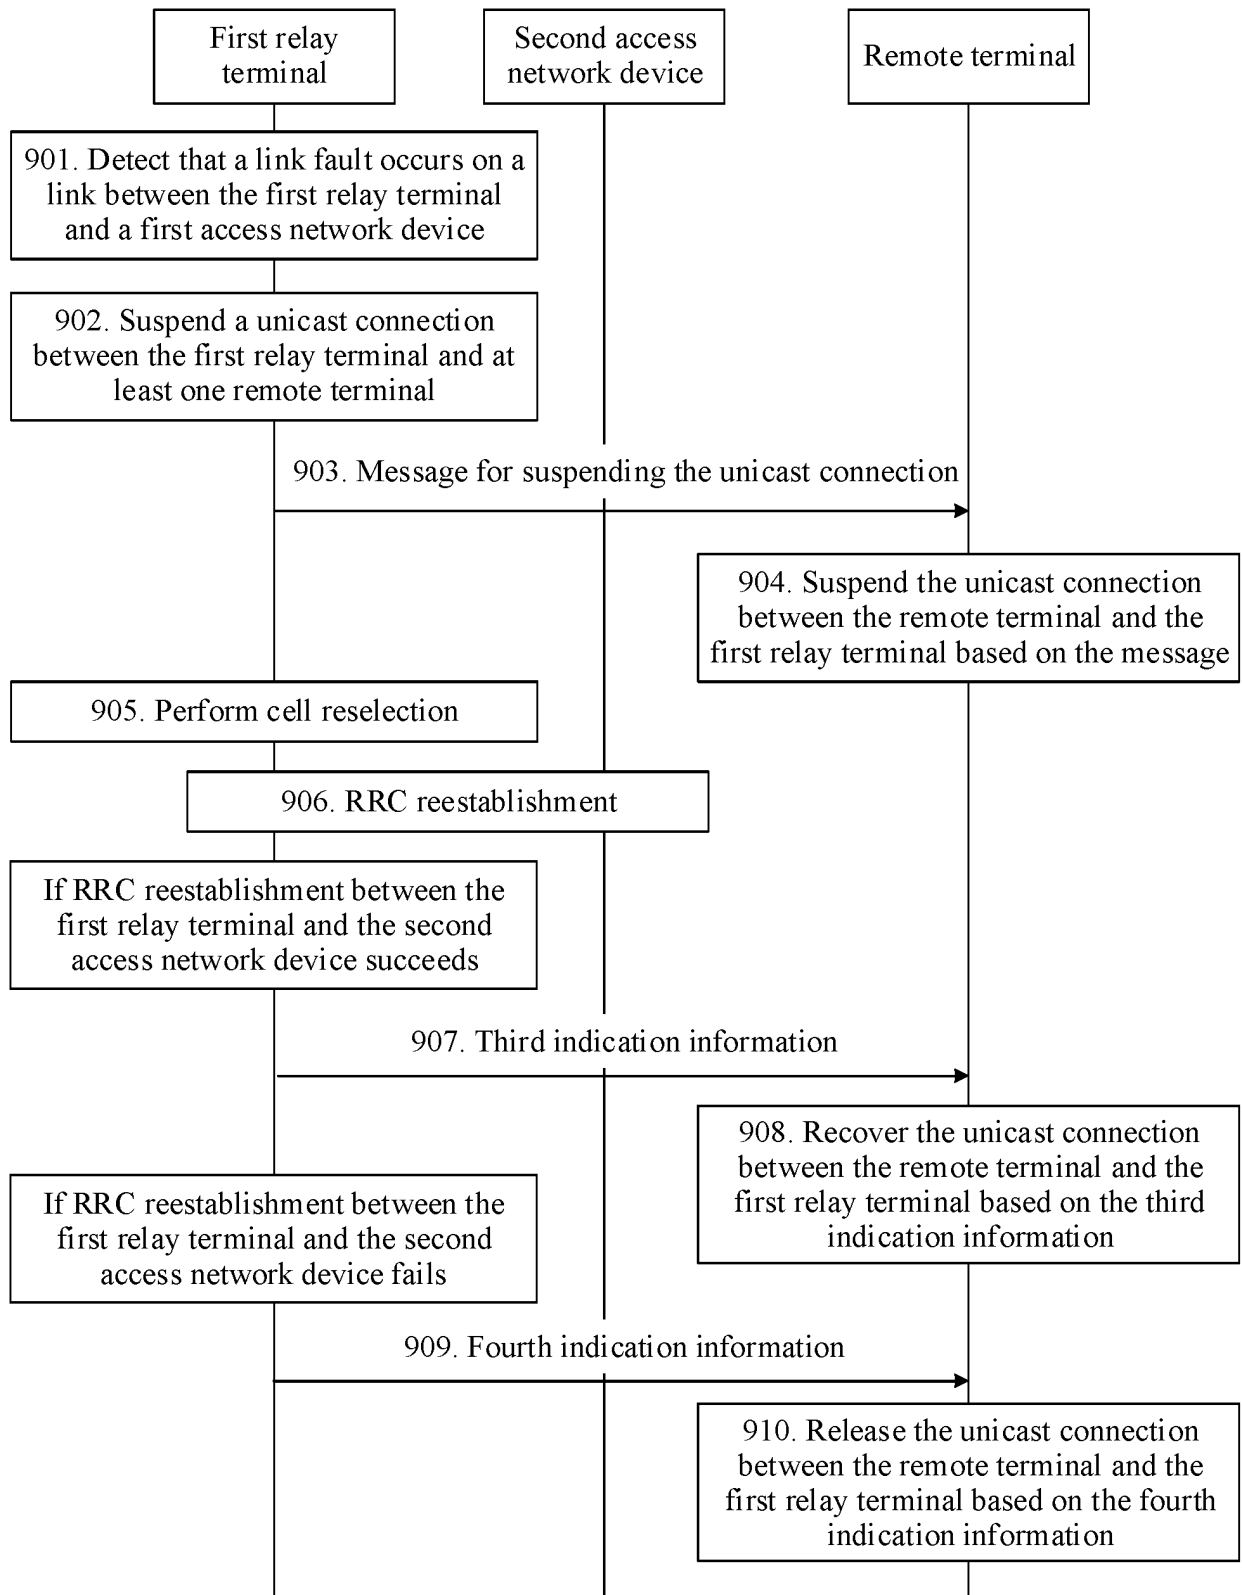 First relay
terminal
Second access
network device
Remote terminal
901. Detect that a link fault occurs on a
link between the first relay terminal
and a first access network device
902. Suspend a unicast connection
between the first relay terminal and at
least one remote terminal
903. Message for suspending the unicast connection
904. Suspend the unicast connection
between the remote terminal and the
first relay terminal based on the message
905. Perform cell reselection
906. RRC reestablishment
If RRC reestablishment between the
first relay terminal and the second
access network device succeeds
907. Third indication information
908. Recover the unicast connection
between the remote terminal and the
first relay terminal based on the third
indication information
If RRC reestablishment between the
first relay terminal and the second
access network device fails
909. Fourth indication information
910. Release the unicast connection
between the remote terminal and the
first relay terminal based on the fourth
indication information